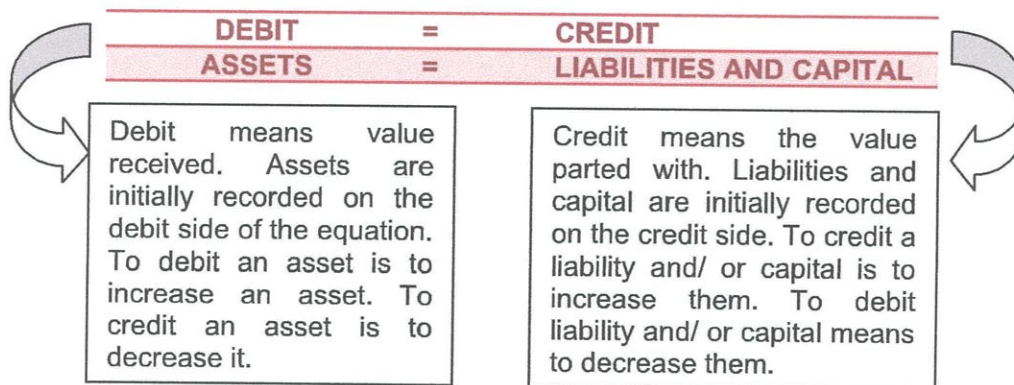 DEBIT = CREDIT
ASSETS = LIABILITIES AND CAPITAL
Debit means value
received. Assets are
initially recorded on the
debit side of the equation.
To debit an asset is to
increase an asset. To
credit an asset is to
decrease it.
Credit means the value
parted with. Liabilities and
capital are initially recorded
on the credit side. To credit a
liability and/ or capital is to
increase them. To debit
liability and/ or capital means
to decrease them.